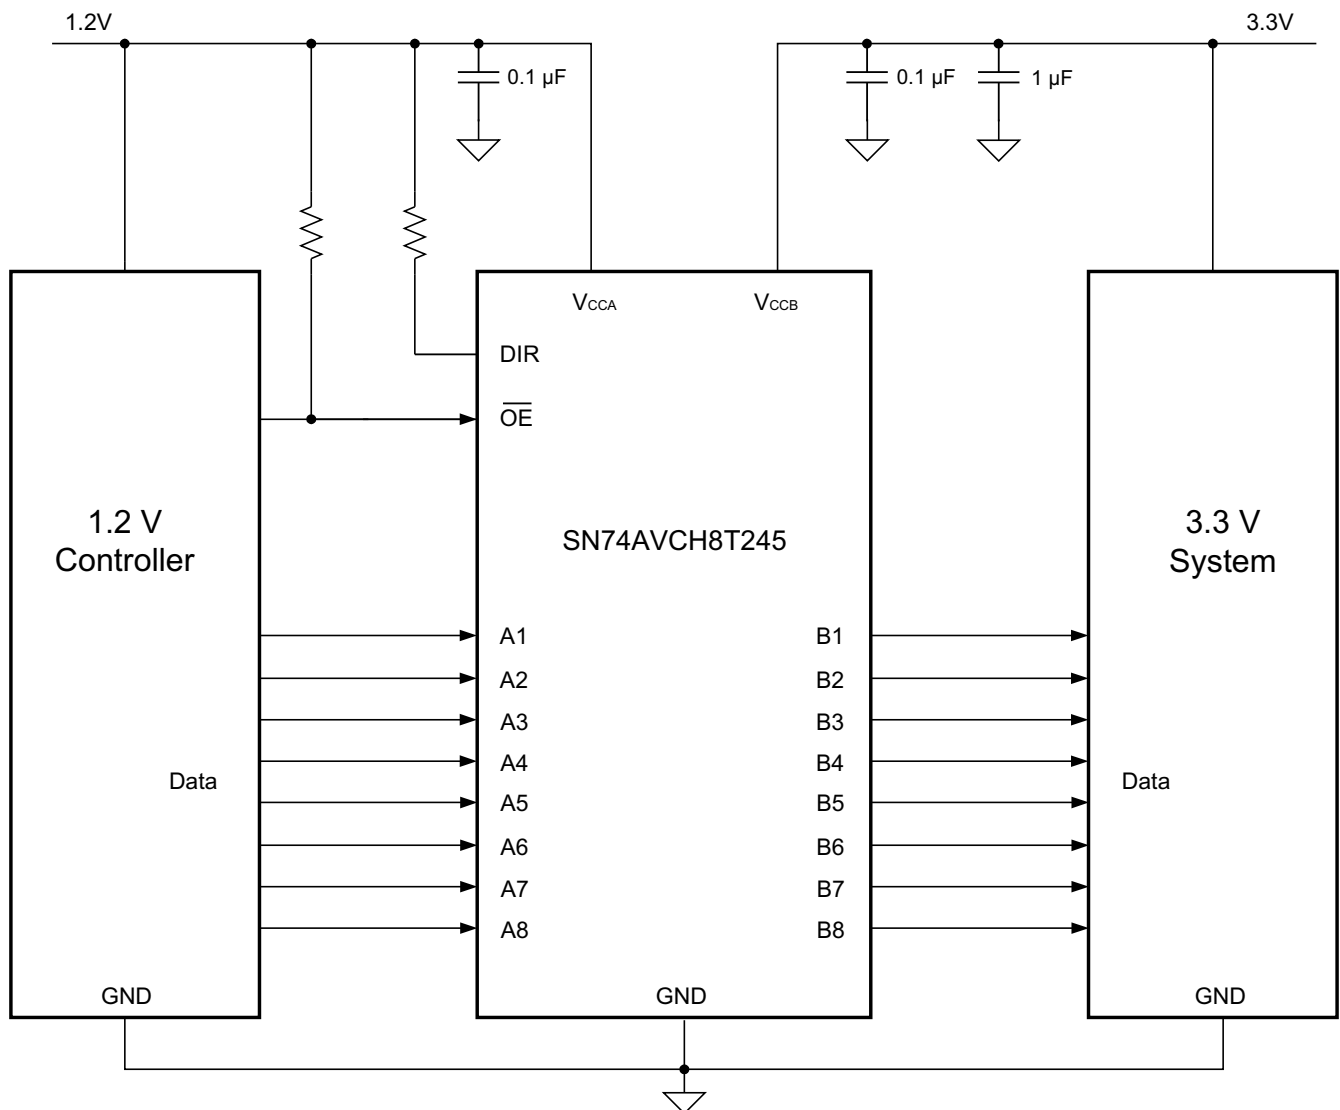 1.2V
3.3V
0.1 µF
0.1 µF
1 µF
VCCA
VCCB
DIR
O̅E̅
1.2 V
Controller
SN74AVCH8T245
3.3 V
System
A1
B1
A2
B2
A3
B3
A4
B4
Data
Data
A5
B5
A6
B6
A7
B7
A8
B8
GND
GND
GND